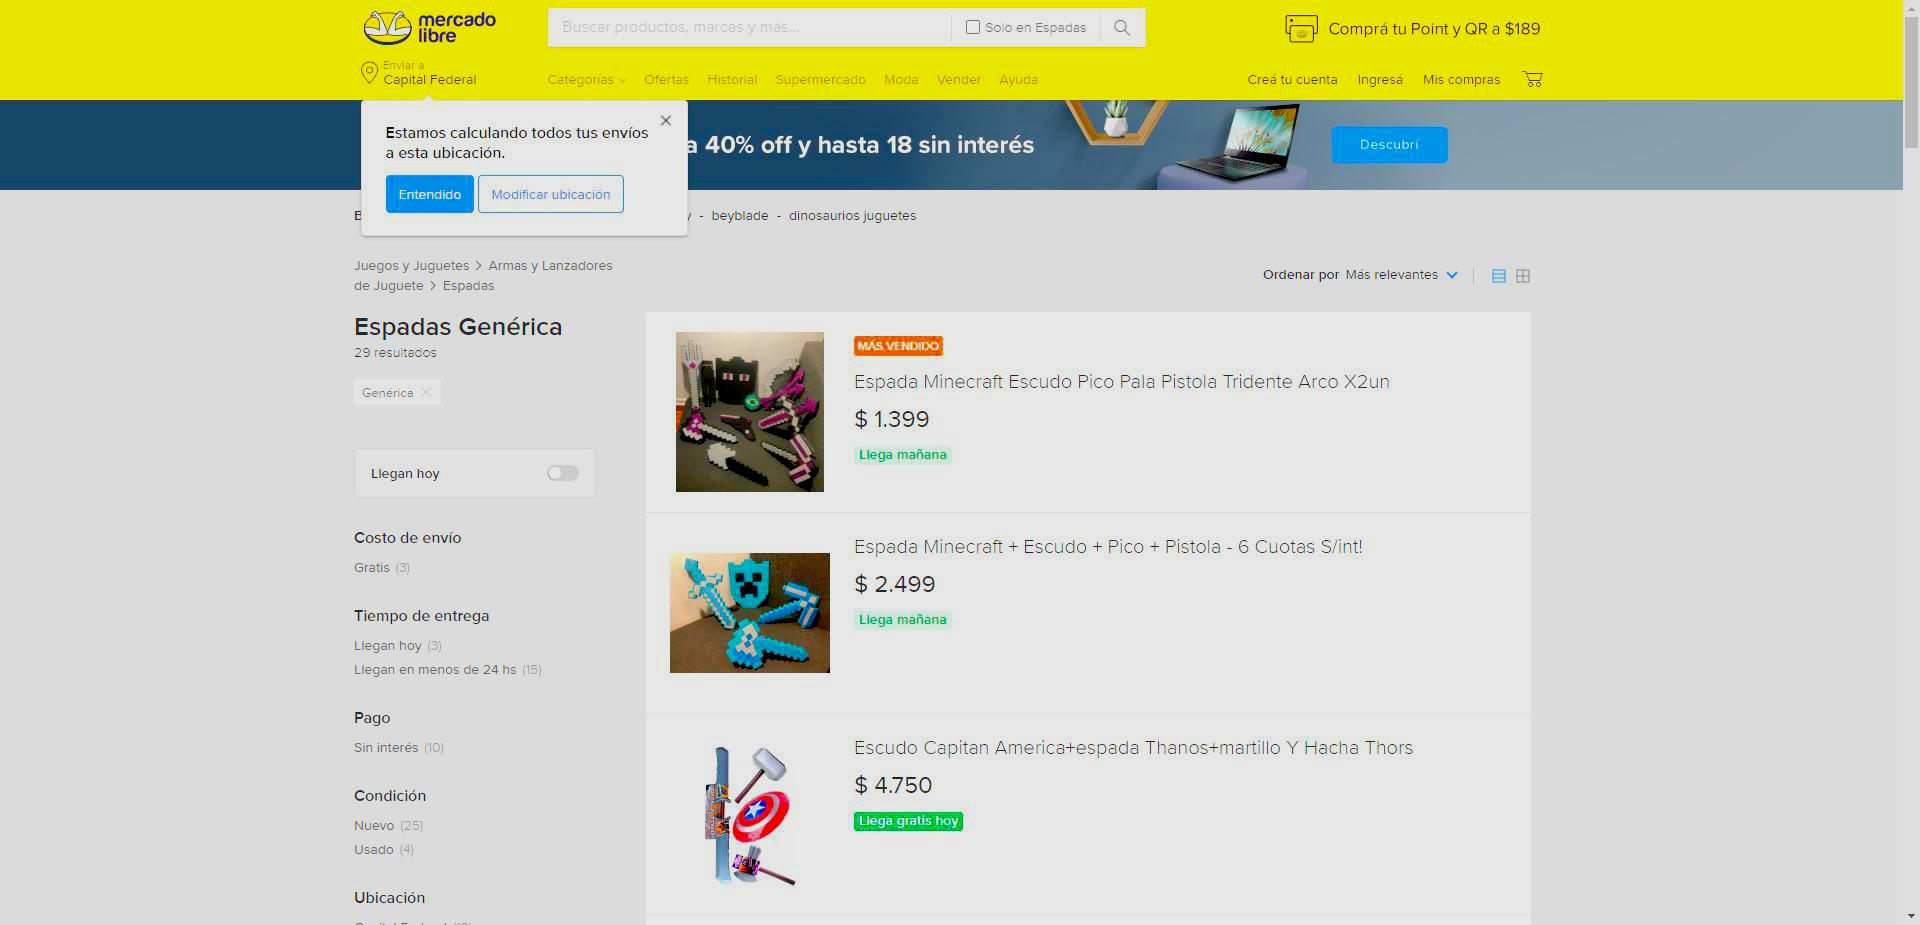 mercado
libre
Buscar productos, marcas y más...
Solo en Espadas
Comprá tu Point y QR a $189
Enviar a
Capital Federal
Categorías
Ofertas
Historial
Supermercado
Moda
Vender
Ayuda
Creá tu cuenta
Ingresá
Mis compras
Estamos calculando todos tus envíos
a esta ubicación.
Entendido
Modificar ubicación
a 40% off y hasta 18 sin interés
Descubrí
- beyblade - dinosaurios juguetes
Juegos y Juguetes > Armas y Lanzadores
de Juguete > Espadas
Ordenar por Más relevantes
Espadas Genérica
29 resultados
Genérica
Llegan hoy
Costo de envío
Gratis (3)
Tiempo de entrega
Llegan hoy (3)
Llegan en menos de 24 hs (15)
Pago
Sin interés (10)
Condición
Nuevo (25)
Usado (4)
Ubicación
MÁS VENDIDO
Espada Minecraft Escudo Pico Pala Pistola Tridente Arco X2un
$ 1.399
Llega mañana
Espada Minecraft + Escudo + Pico + Pistola - 6 Cuotas S/int!
$ 2.499
Llega mañana
Escudo Capitan America+espada Thanos+martillo Y Hacha Thors
$ 4.750
Llega gratis hoy